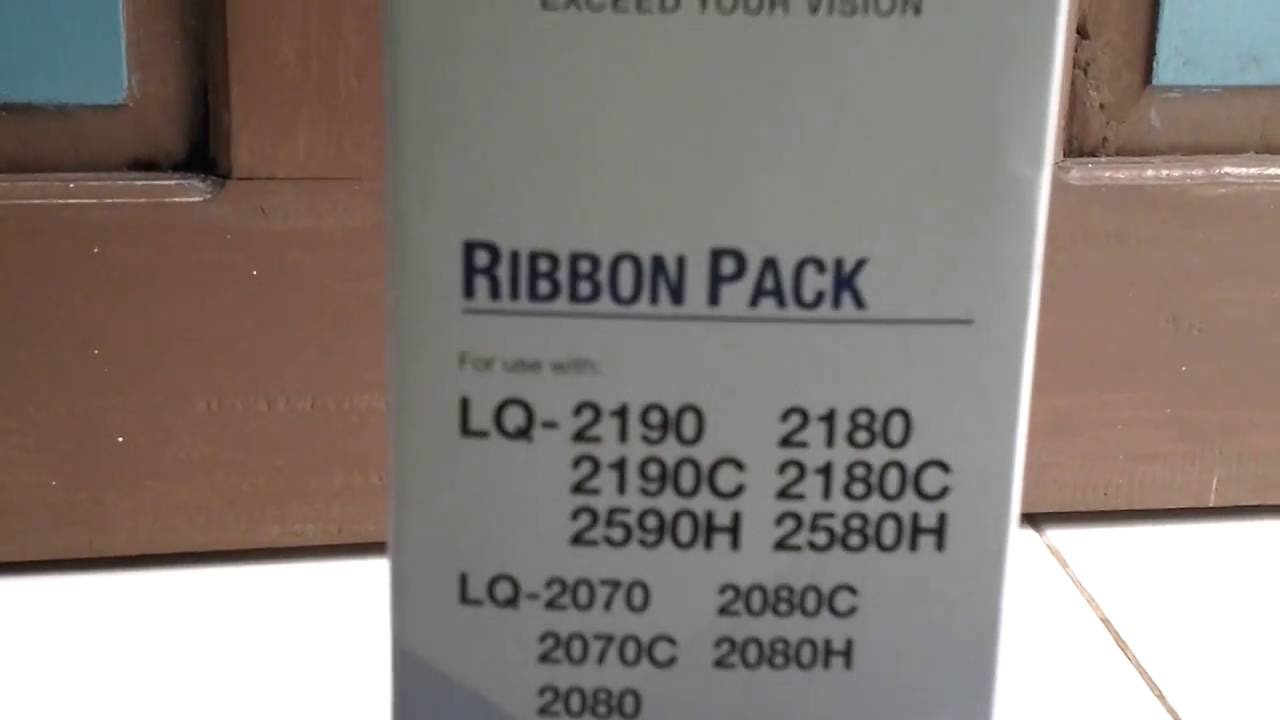 EXCEED YOUR VISION
RIBBON PACK
For use with:
LQ-2190 2180
2190C 2180C
2590H 2580H
LQ-2070 2080C
2070C 2080H
2080